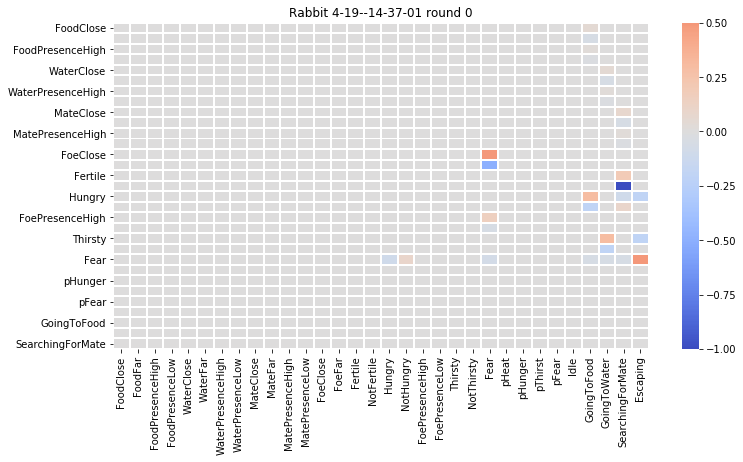 Rabbit 4-19--14-37-01 round 0
FoodClose
FoodPresenceHigh
WaterClose
WaterPresenceHigh
MateClose
MatePresenceHigh
FoeClose
Fertile
Hungry
FoePresenceHigh
Thirsty
Fear
pHunger
pFear
GoingToFood
SearchingForMate
FoodClose
FoodFar
FoodPresenceHigh
FoodPresenceLow
WaterClose
WaterFar
WaterPresenceHigh
WaterPresenceLow
MateClose
MateFar
MatePresenceHigh
MatePresenceLow
FoeClose
FoeFar
Fertile
NotFertile
Hungry
NotHungry
FoePresenceHigh
FoePresenceLow
Thirsty
NotThirsty
Fear
pHeat
pHunger
pThirst
pFear
Idle
GoingToFood
GoingToWater
SearchingForMate
Escaping
0.50
0.25
0.00
−0.25
−0.50
−0.75
−1.00